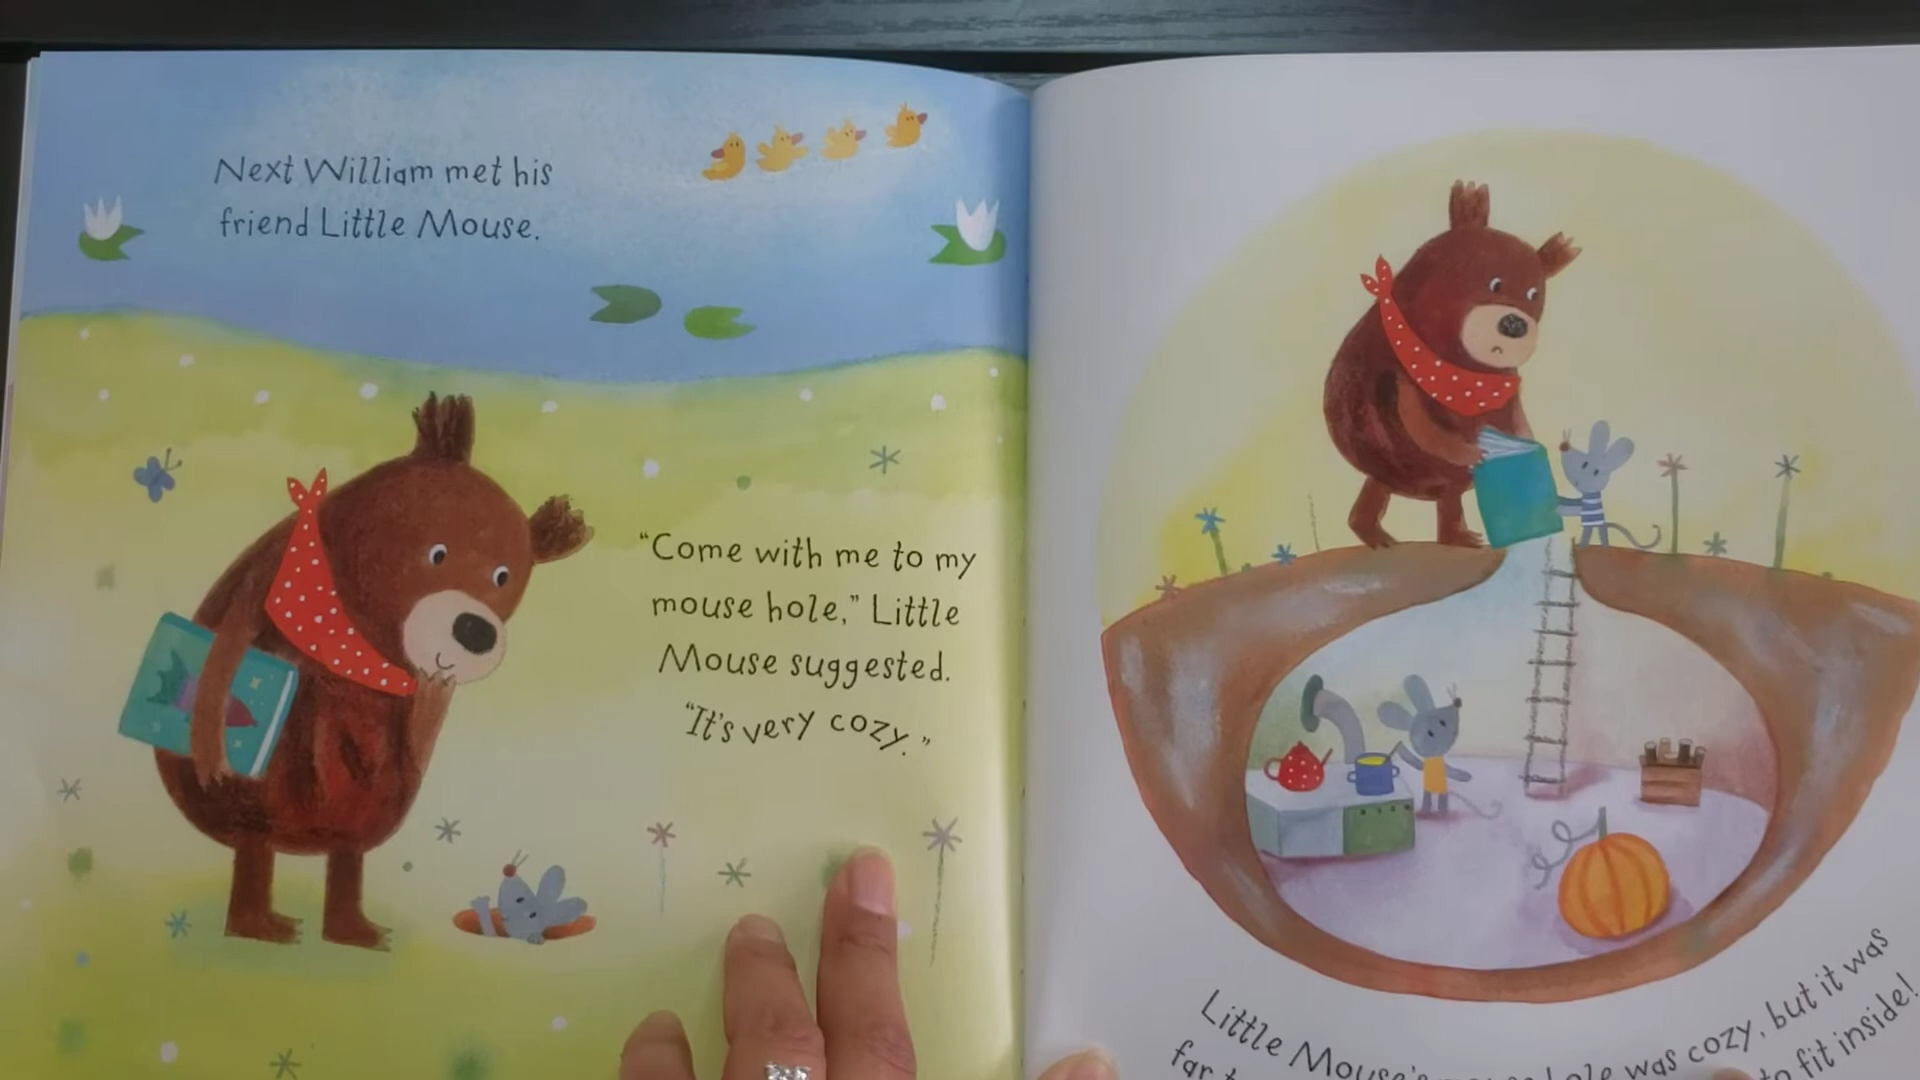 Next William met his
friend Little Mouse.
“Come with me to my
mouse hole,” Little
Mouse suggested.
“It's very cozy.”
Little Mouse's hole was cozy, but it was
far to fit inside!